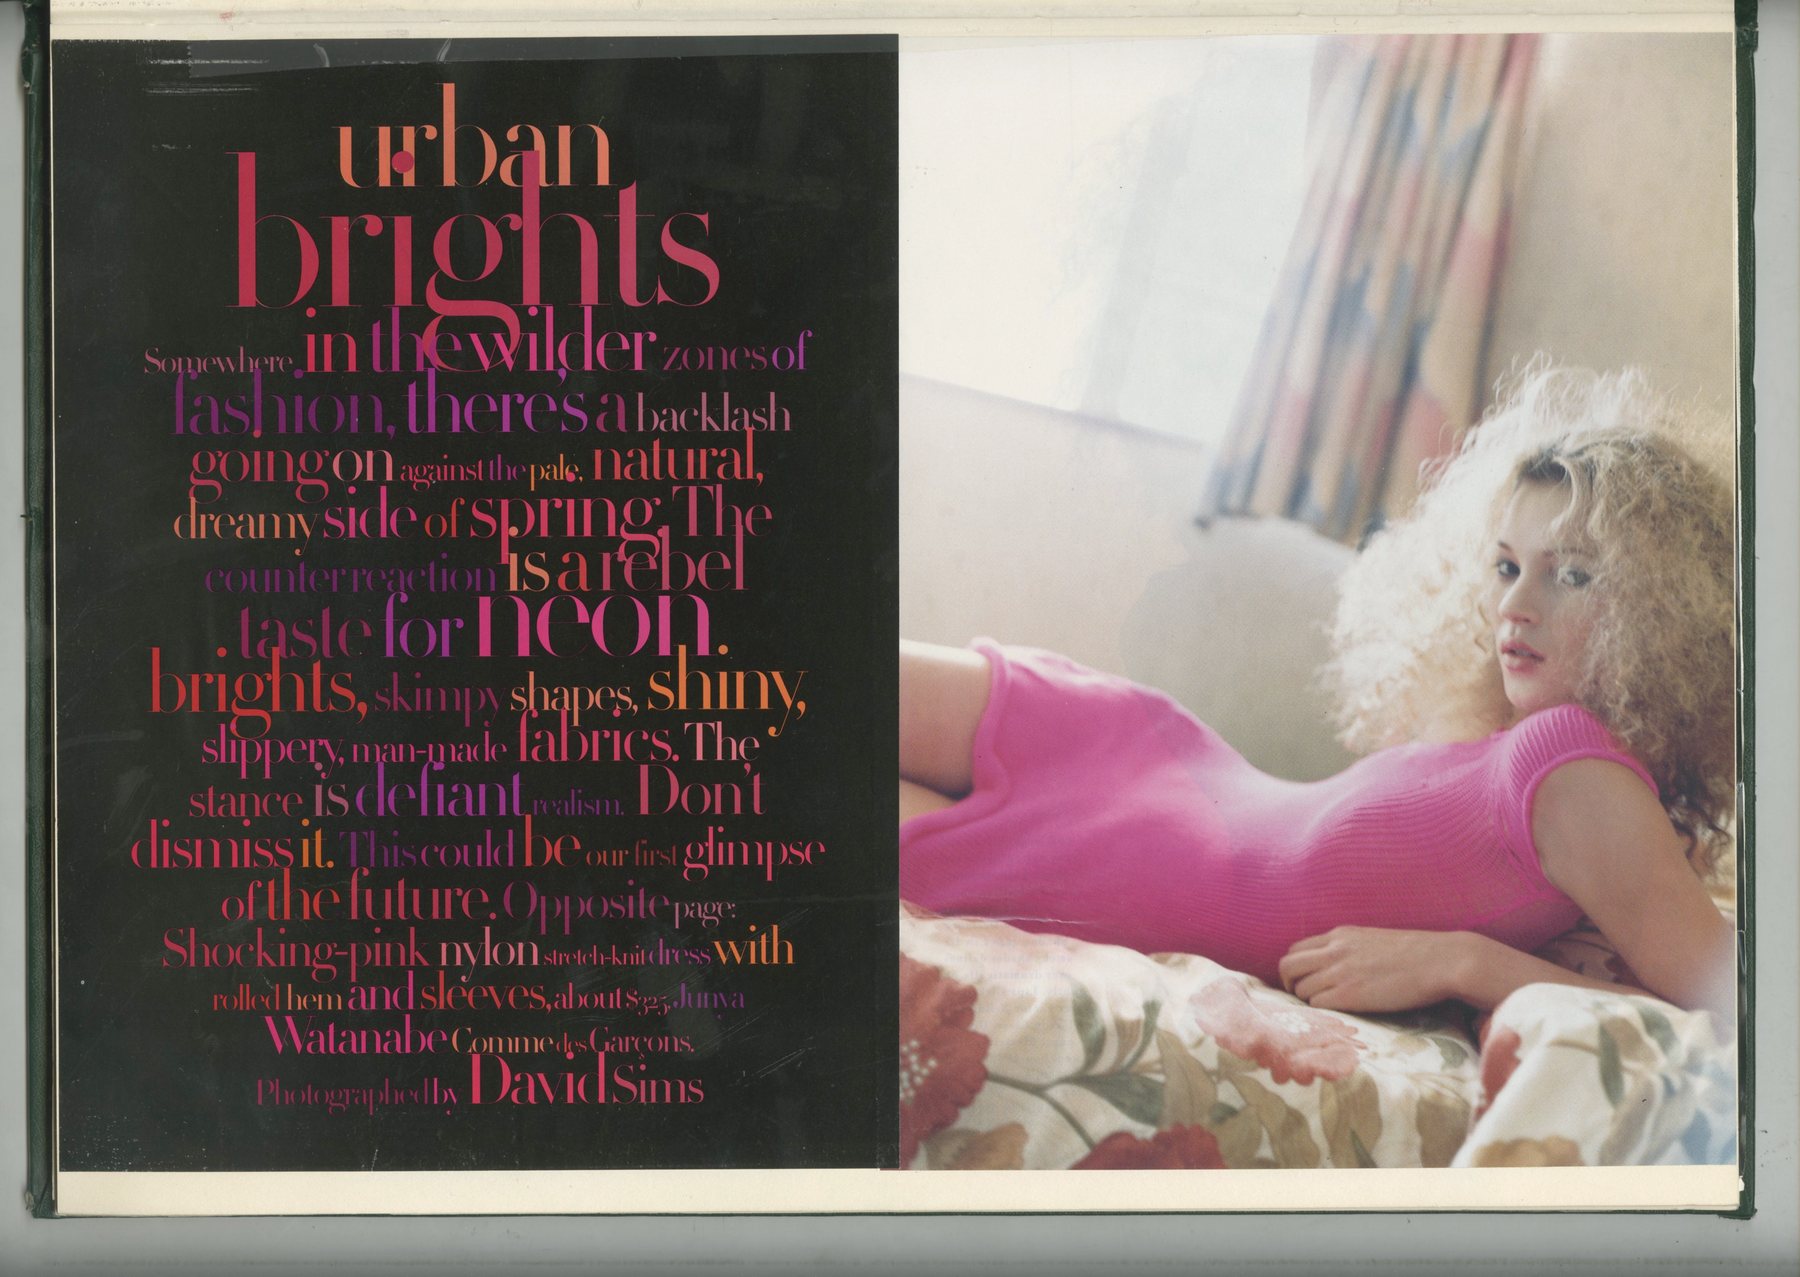 urban
brights
Somewhere in the wilder zones of
fashion, there's a backlash
going on against the pale, natural,
dreamy side of spring. The
counterreaction is a rebel
taste for neon
brights, skimpy shapes, shiny,
slippery, man-made fabrics. The
stance is defiant realism. Don't
dismiss it. This could be our first glimpse
of the future. Opposite page:
Shocking-pink nylon stretch-knit dress with
rolled hem and sleeves, about $325, Junya
Watanabe Comme des Garçons.
Photographed by David Sims